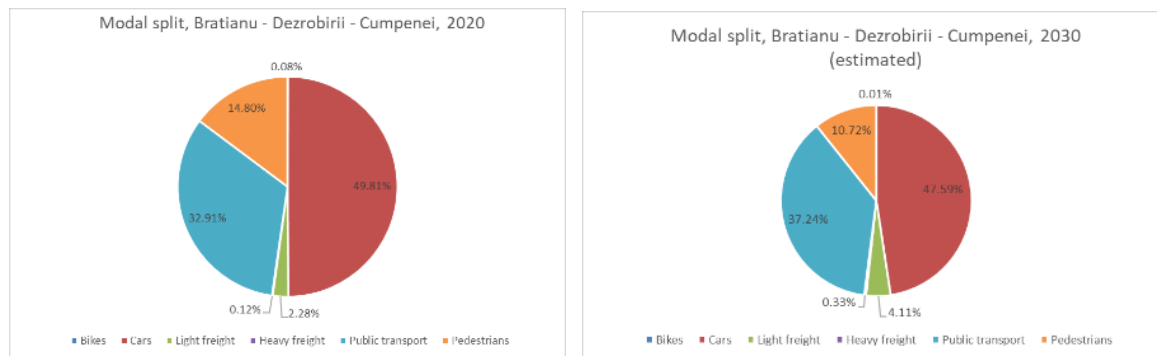 Modal split, Bratianu - Dezrobirii - Cumpenei, 2020
0.08%
14.80%
49.81%
32.91%
0.12%
2.28%
Bikes Cars Light freight Heavy freight Public transport Pedestrians
Modal split, Bratianu - Dezrobirii - Cumpenei, 2030
(estimated)
0.01%
10.72%
47.59%
37.24%
0.33%
4.11%
Bikes Cars Light freight Heavy freight Public transport Pedestrians